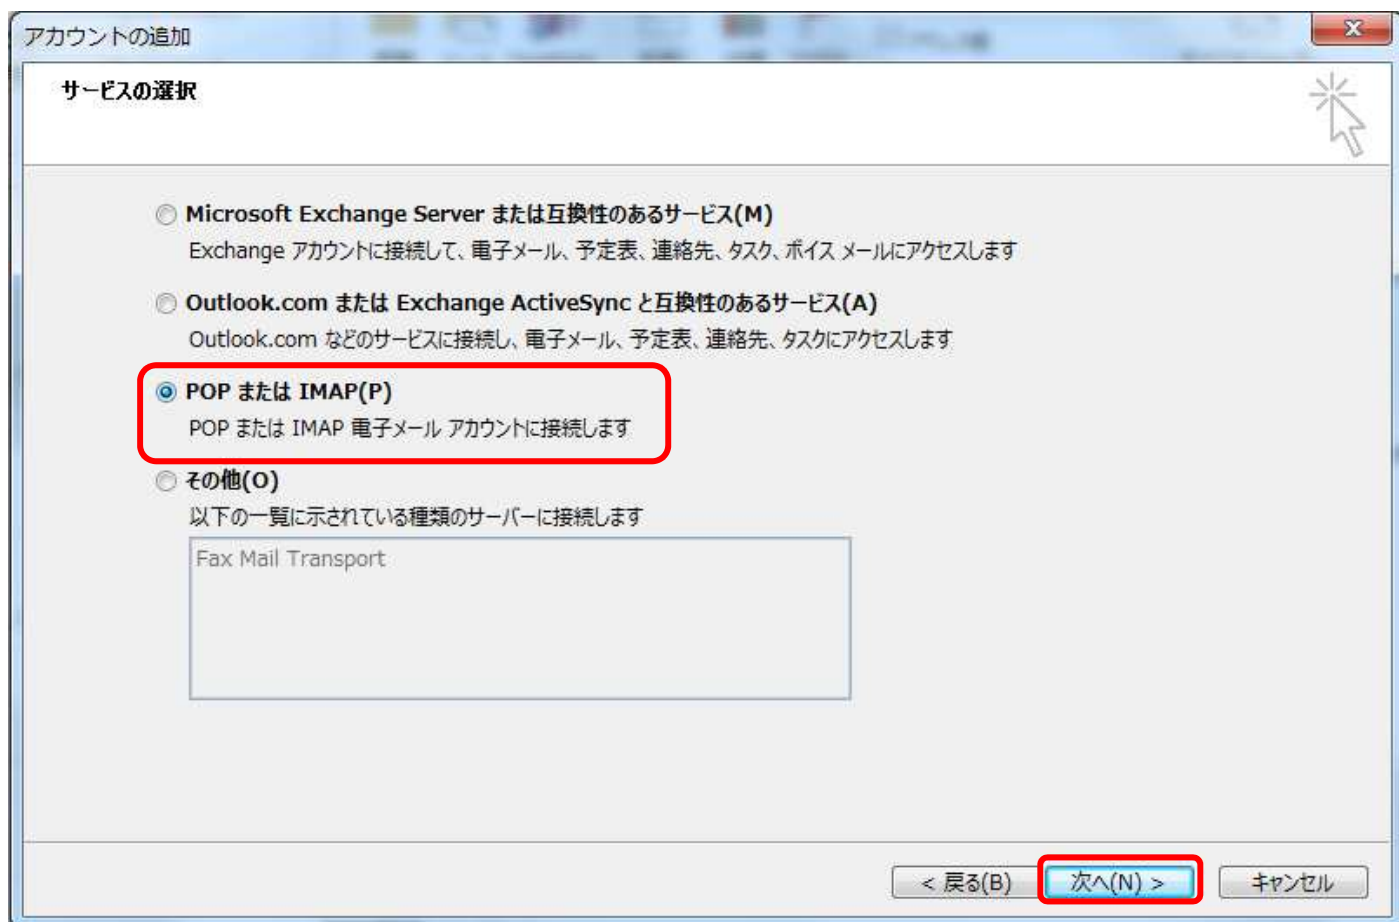 アカウントの追加
サービスの選択
Microsoft Exchange Server または互換性のあるサービス(M)
Exchange アカウントに接続して、電子メール、予定表、連絡先、タスク、ボイス メールにアクセスします
Outlook.com または Exchange ActiveSync と互換性のあるサービス(A)
Outlook.com などのサービスに接続し、電子メール、予定表、連絡先、タスクにアクセスします
POP または IMAP(P)
POP または IMAP 電子メール アカウントに接続します
その他(O)
以下の一覧に示されている種類のサーバーに接続します
Fax Mail Transport
< 戻る(B) 次へ(N) > キャンセル